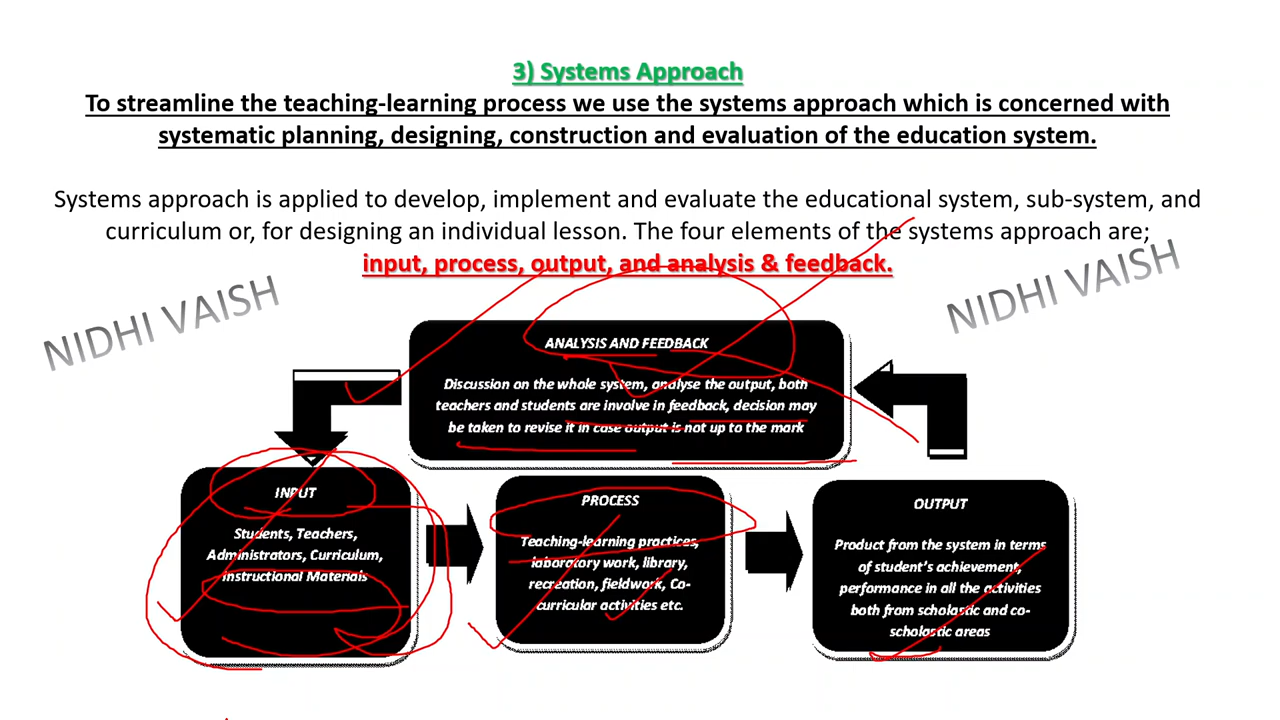 3) Systems Approach
To streamline the teaching-learning process we use the systems approach which is concerned with
systematic planning, designing, construction and evaluation of the education system.
Systems approach is applied to develop, implement and evaluate the educational system, sub-system, and
curriculum or, for designing an individual lesson. The four elements of the systems approach are;
input, process, output, and analysis & feedback.
NIDHI VAISH
NIDHI VAISH
ANALYSIS AND FEEDBACK
Discussion on the whole system, analyse the output, both
teachers and students are involve in feedback, decision may
be taken to revise it in case output is not up to the mark
INPUT
Students, Teachers,
Administrators, Curriculum,
Instructional Materials
PROCESS
Teaching-learning practices,
laboratory work, library,
recreation, fieldwork, Co-
curricular activities etc.
OUTPUT
Product from the system in terms
of student's achievement,
performance in all the activities
both from scholastic and co-
scholastic areas